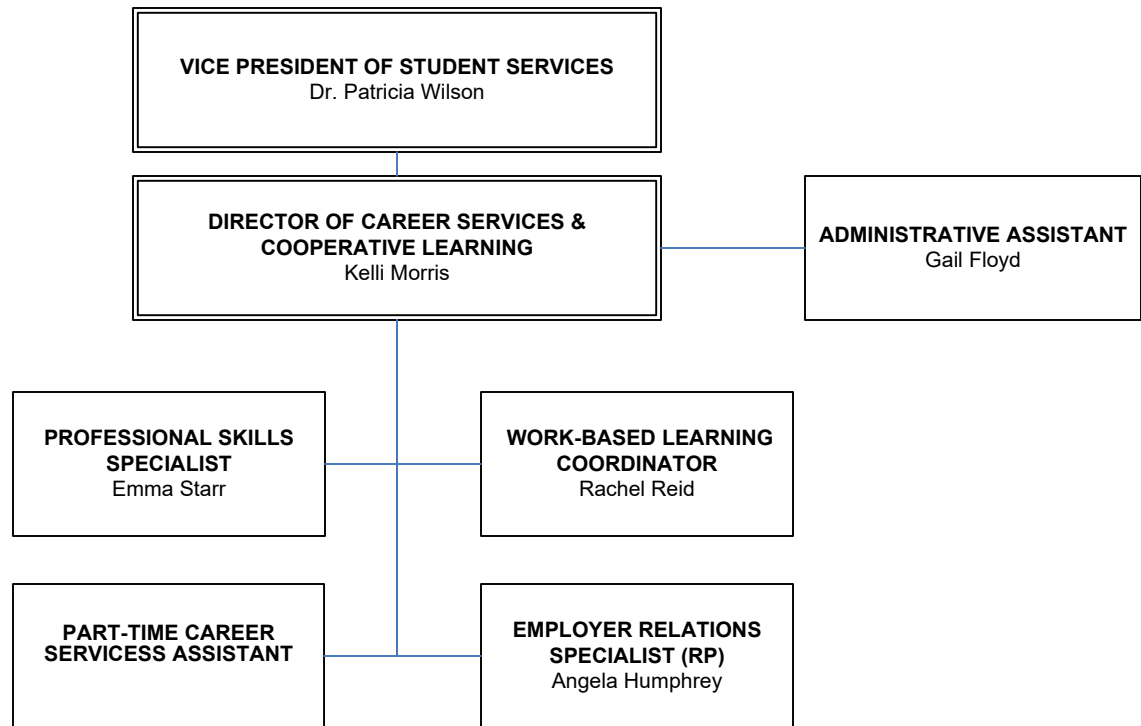 VICE PRESIDENT OF STUDENT SERVICES
Dr. Patricia Wilson
DIRECTOR OF CAREER SERVICES &
COOPERATIVE LEARNING
Kelli Morris
ADMINISTRATIVE ASSISTANT
Gail Floyd
PROFESSIONAL SKILLS
SPECIALIST
Emma Starr
WORK-BASED LEARNING
COORDINATOR
Rachel Reid
PART-TIME CAREER
SERVICESS ASSISTANT
EMPLOYER RELATIONS
SPECIALIST (RP)
Angela Humphrey